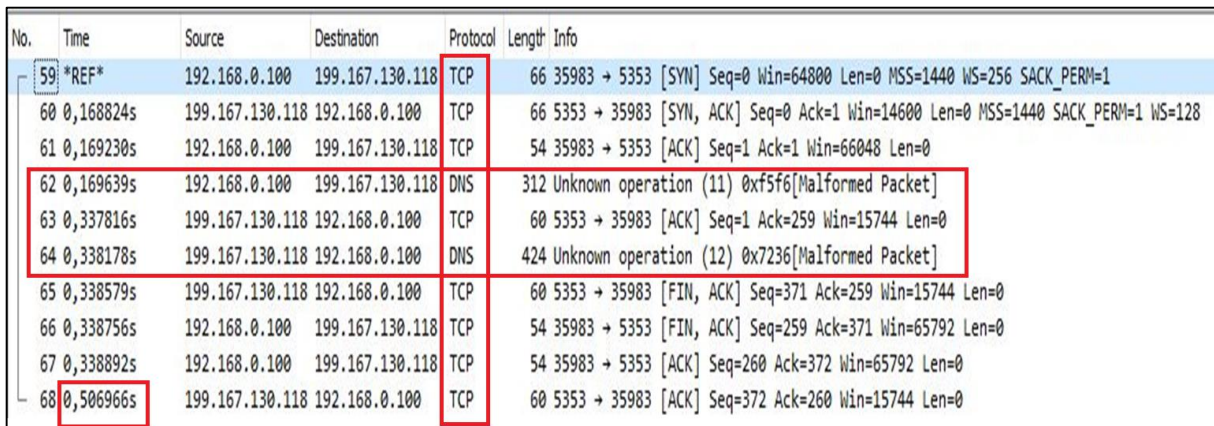 No. Time Source Destination Protocol Length Info
59 *REF* 192.168.0.100 199.167.130.118 TCP 66 35983 → 5353 [SYN] Seq=0 Win=64800 Len=0 MSS=1440 WS=256 SACK_PERM=1
60 0,168824s 199.167.130.118 192.168.0.100 TCP 66 5353 → 35983 [SYN, ACK] Seq=0 Ack=1 Win=14600 Len=0 MSS=1440 SACK_PERM=1 WS=128
61 0,169230s 192.168.0.100 199.167.130.118 TCP 54 35983 → 5353 [ACK] Seq=1 Ack=1 Win=66048 Len=0
62 0,169639s 192.168.0.100 199.167.130.118 DNS 312 Unknown operation (11) 0xf5f6[Malformed Packet]
63 0,337816s 199.167.130.118 192.168.0.100 TCP 60 5353 → 35983 [ACK] Seq=1 Ack=259 Win=15744 Len=0
64 0,338178s 199.167.130.118 192.168.0.100 DNS 424 Unknown operation (12) 0x7236[Malformed Packet]
65 0,338579s 199.167.130.118 192.168.0.100 TCP 60 5353 → 35983 [FIN, ACK] Seq=371 Ack=259 Win=15744 Len=0
66 0,338756s 192.168.0.100 199.167.130.118 TCP 54 35983 → 5353 [FIN, ACK] Seq=259 Ack=371 Win=65792 Len=0
67 0,338892s 192.168.0.100 199.167.130.118 TCP 54 35983 → 5353 [ACK] Seq=260 Ack=372 Win=65792 Len=0
68 0,506966s 199.167.130.118 192.168.0.100 TCP 60 5353 → 35983 [ACK] Seq=372 Ack=260 Win=15744 Len=0